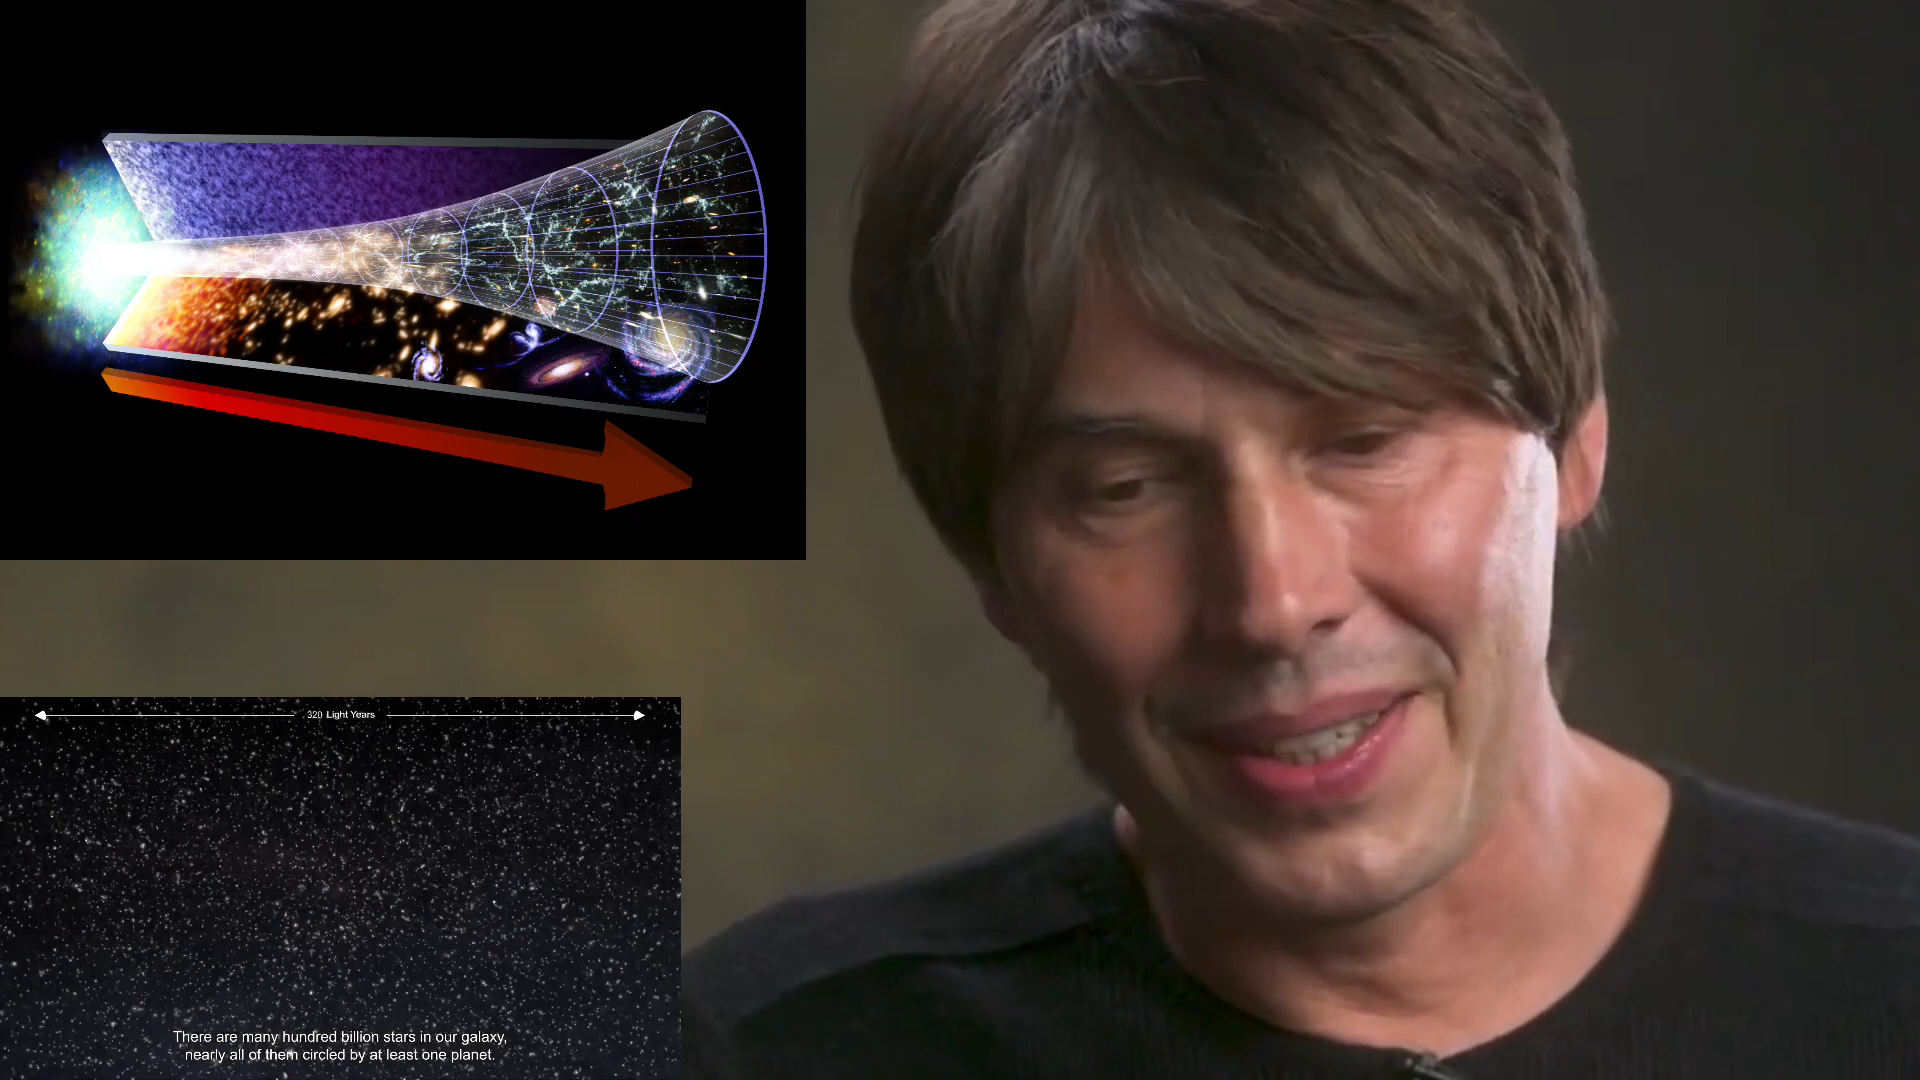 320 Light Years
There are many hundred billion stars in our galaxy,
nearly all of them circled by at least one planet.